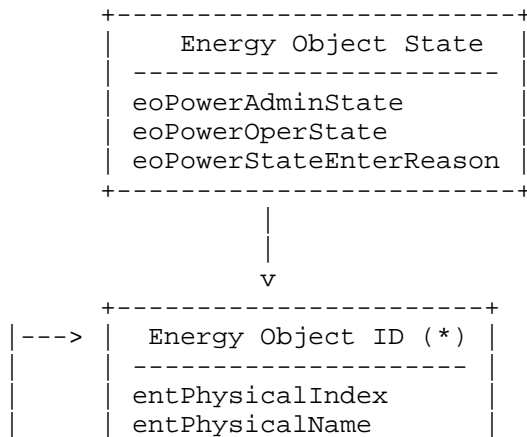 +-------------------------+
|    Energy Object State  |
| ----------------------- |
| eoPowerAdminState       |
| eoPowerOperState        |
| eoPowerStateEnterReason |
+-------------------------+
|
|
v
+-----------------------+
|---> |  Energy Object ID (*) |
|     | --------------------- |
|     | entPhysicalIndex      |
|     | entPhysicalName       |